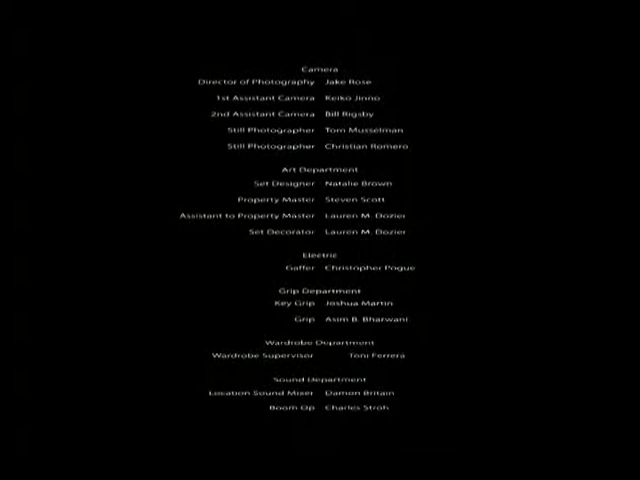 Camera
Director of Photography Jake Rose
1st Assistant Camera Keiko Jinno
2nd Assistant Camera Bill Rigsby
Still Photographer Tom Musselman
Still Photographer Christian Romero
Art Department
Set Designer Natalie Brown
Property Master Steven Scott
Assistant to Property Master Lauren M. Dozier
Set Decorator Lauren M. Dozier
Electric
Gaffer Christopher Pogue
Grip Department
Key Grip Joshua Martin
Grip Asim B. Bharwani
Wardrobe Department
Wardrobe Supervisor Toni Ferrera
Sound Department
Location Sound Mixer Damon Britain
Boom Op Charles Stroh